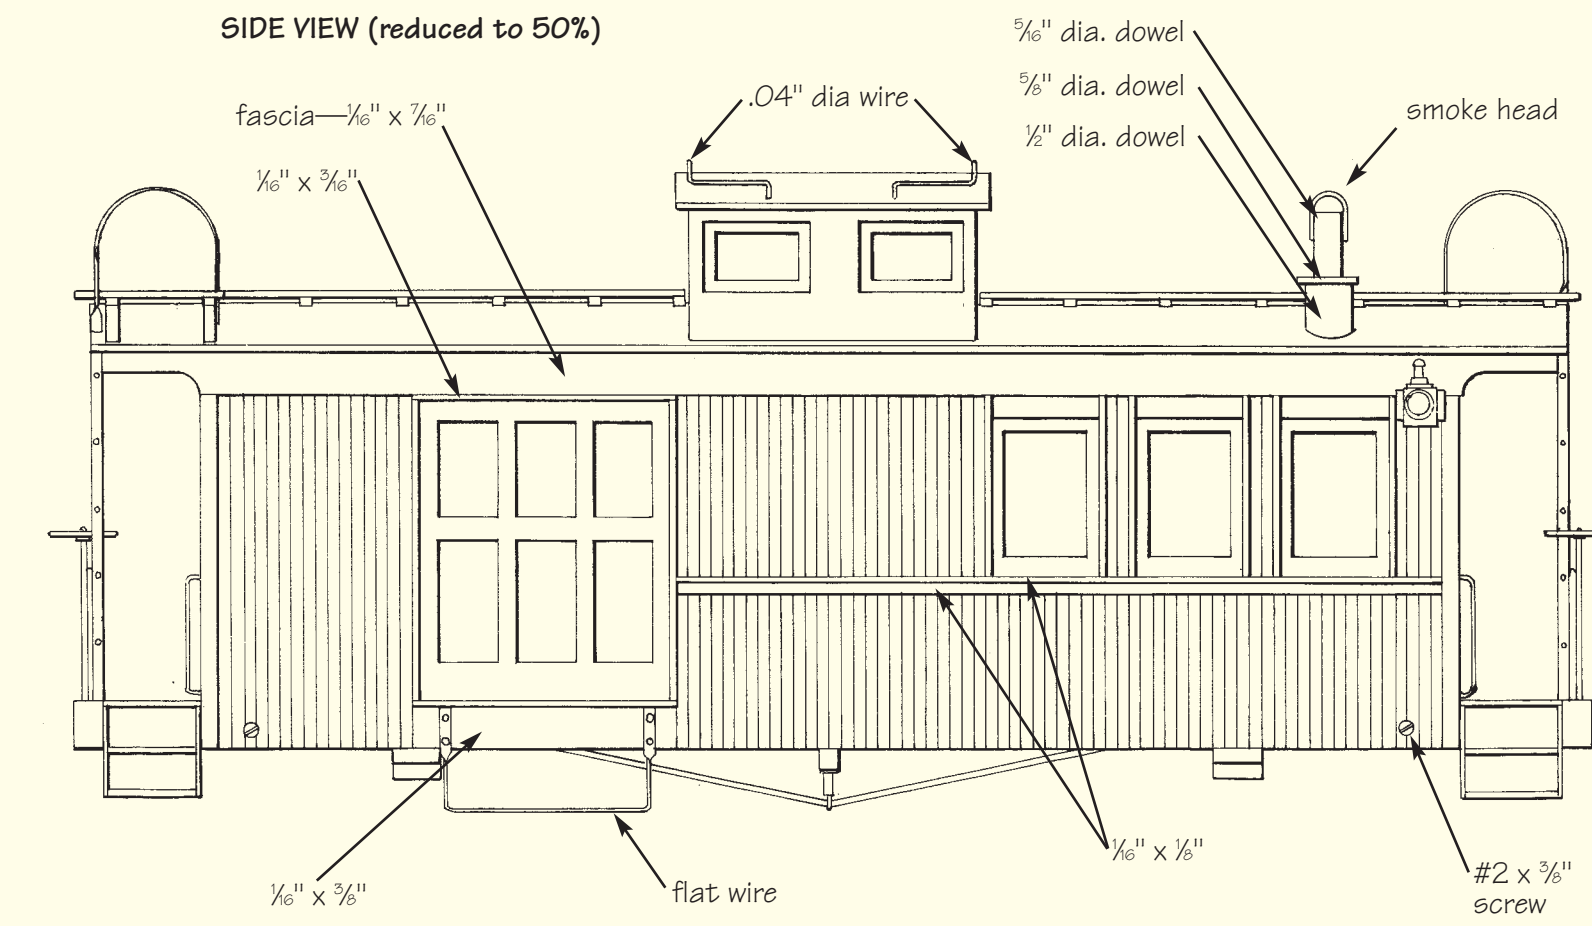 SIDE VIEW (reduced to 50%)
5/16" dia. dowel
5/8" dia. dowel
1/2" dia. dowel
.04" dia wire
smoke head
fascia—1/16" x 7/16"
1/16" x 3/16"
1/16" x 1/8"
#2 x 3/8"
screw
1/16" x 3/8"
flat wire